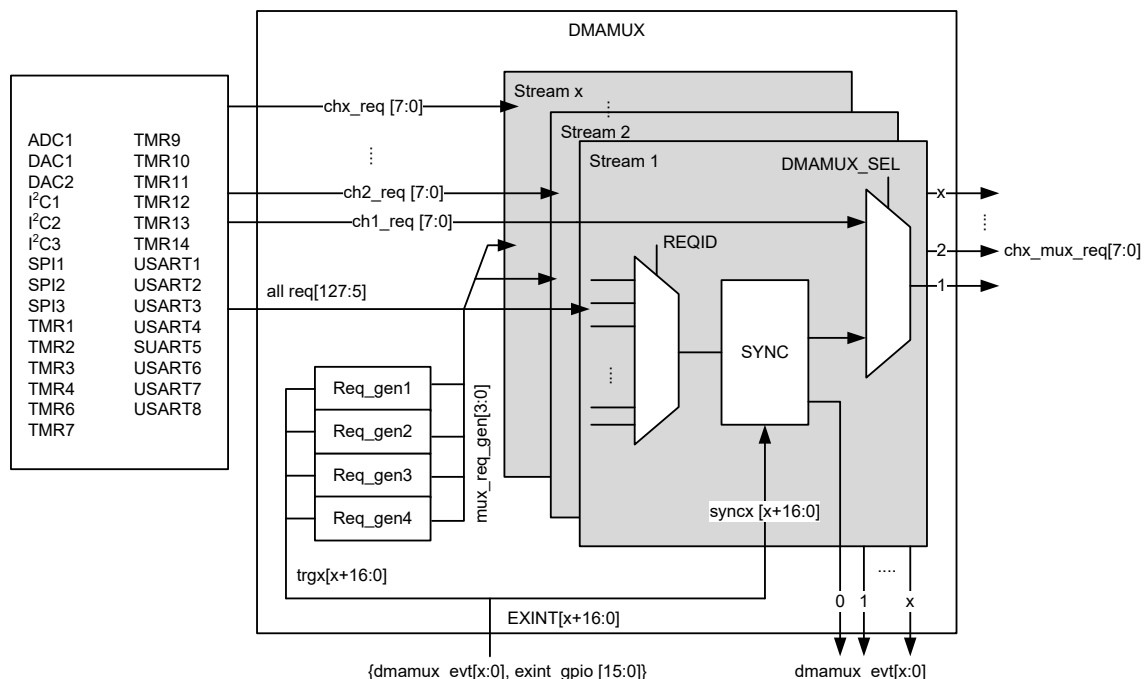 DMAMUX
Stream x
chx_req [7:0]
Stream 2
ADC1
DAC1
DAC2
I²C1
I²C2
I²C3
SPI1
SPI2
SPI3
TMR1
TMR2
TMR3
TMR4
TMR6
TMR7
TMR9
TMR10
TMR11
TMR12
TMR13
TMR14
USART1
USART2
USART3
USART4
SUART5
USART6
USART7
USART8
Stream 1
DMAMUX_SEL
ch2_req [7:0]
x
ch1_req [7:0]
REQID
2
chx_mux_req[7:0]
1
all req[127:5]
SYNC
Req_gen1
Req_gen2
Req_gen3
Req_gen4
mux_req_gen[3:0]
syncx [x+16:0]
trgx[x+16:0]
....
0 1 x
EXINT[x+16:0]
{dmamux_evt[x:0], exint_gpio [15:0]}
dmamux_evt[x:0]